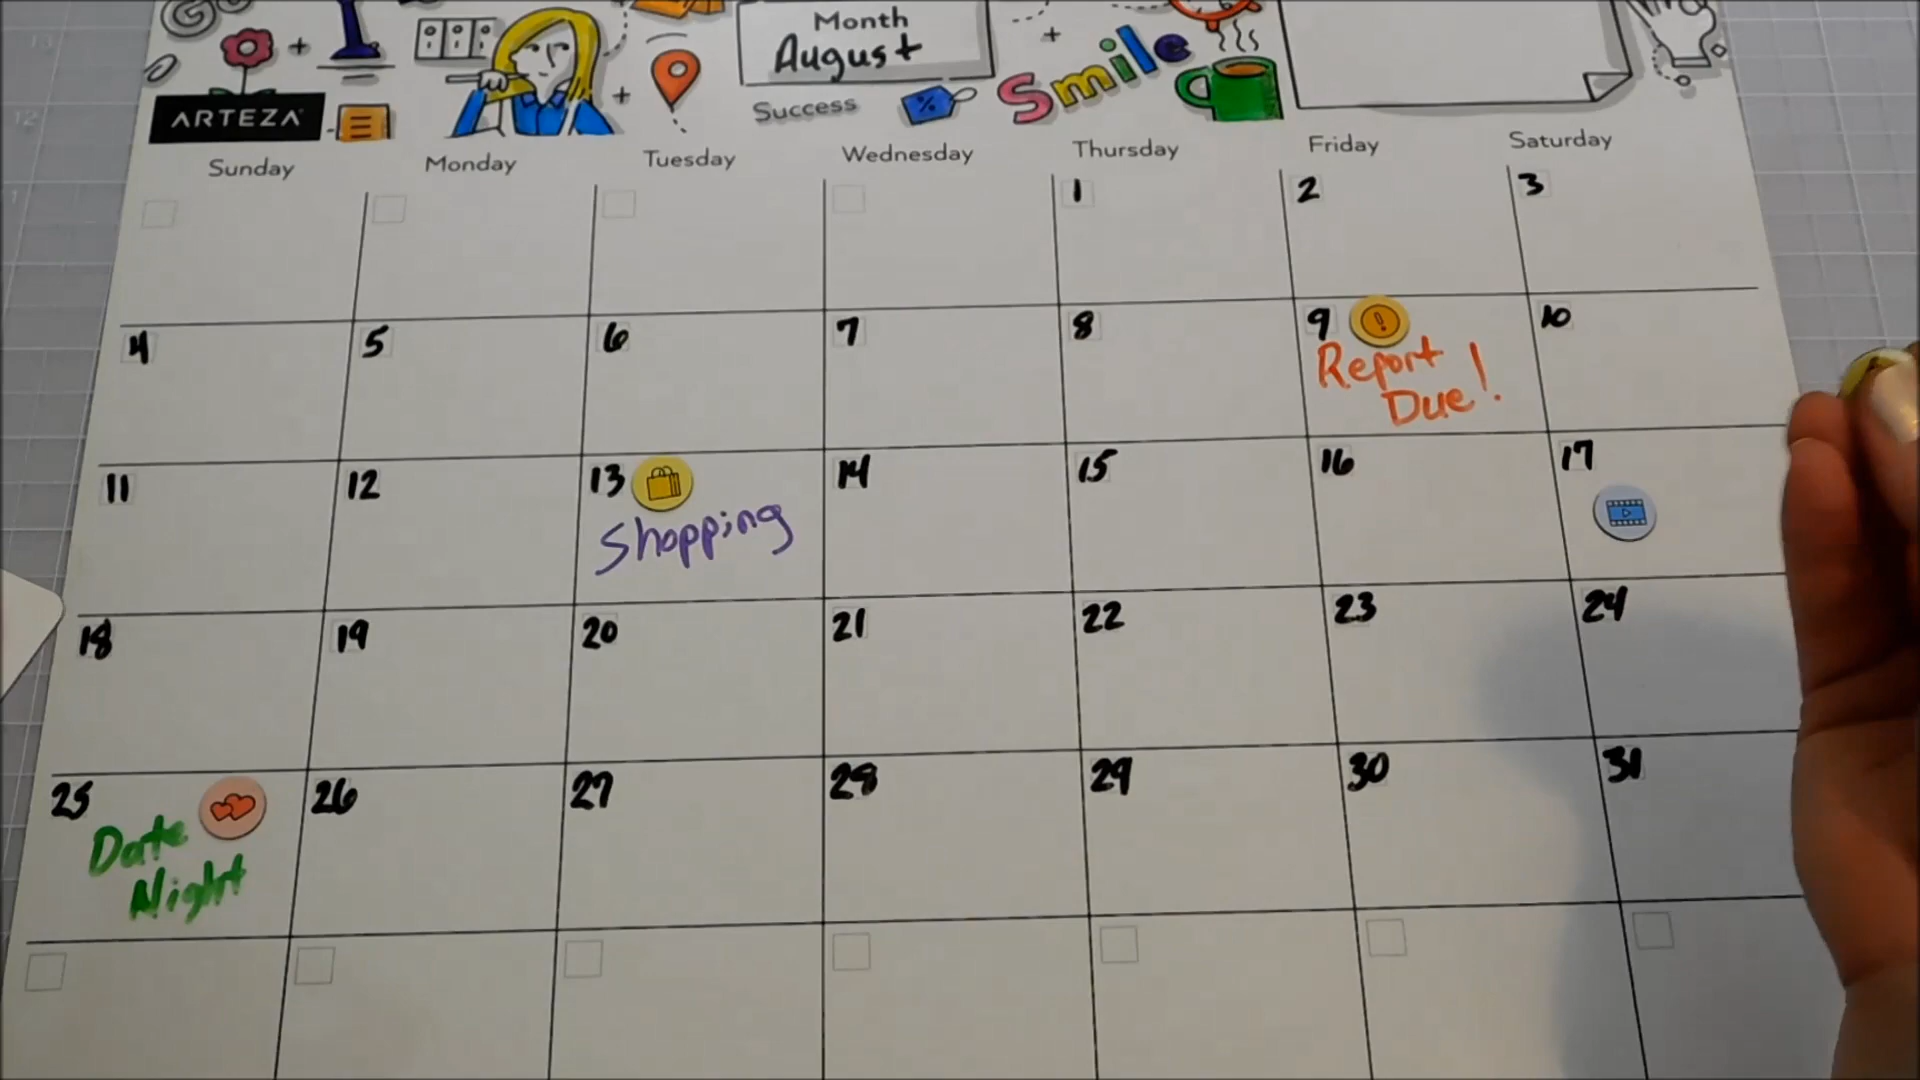 Month
August
Smile
ARTEZA
Success
%
Sunday Monday Tuesday Wednesday Thursday Friday Saturday
1 2 3
4 5 6 7 8 9 10
!
Report
Due!
11 12 13 14 15 16 17
Shopping
18 19 20 21 22 23 24
25 26 27 28 29 30 31
Date
Night